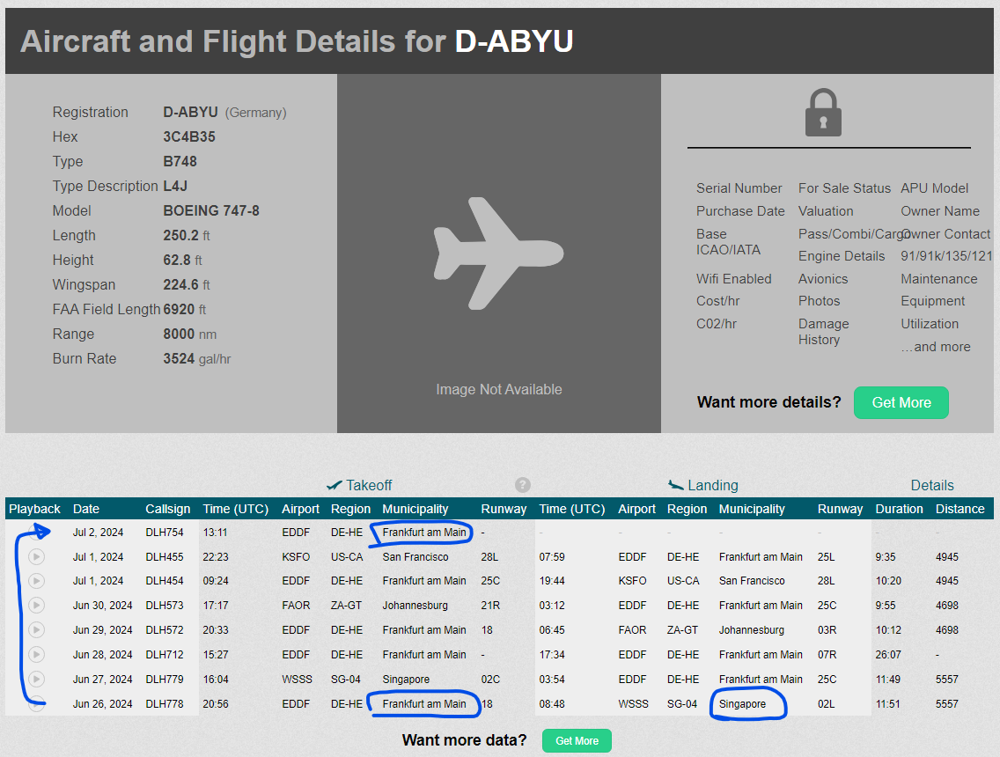 Aircraft and Flight Details for D-ABYU
Registration D-ABYU (Germany)
Hex 3C4B35
Type B748
Type Description L4J
Model BOEING 747-8
Length 250.2 ft
Height 62.8 ft
Wingspan 224.6 ft
FAA Field Length 6920 ft
Range 8000 nm
Burn Rate 3524 gal/hr
Image Not Available
Serial Number For Sale Status APU Model
Purchase Date Valuation Owner Name
Base Pass/Combi/Cargo Owner Contact
ICAO/IATA
Engine Details 91/91k/135/121
Wifi Enabled Avionics Maintenance
Cost/hr Photos Equipment
C02/hr Damage Utilization
History
…and more
Want more details? Get More
Takeoff ? Landing Details
Playback Date Callsign Time (UTC) Airport Region Municipality Runway Time (UTC) Airport Region Municipality Runway Duration Distance
Jul 2, 2024 DLH754 13:11 EDDF DE-HE Frankfurt am Main - - - - - - - -
Jul 1, 2024 DLH455 22:23 KSFO US-CA San Francisco 28L 07:59 EDDF DE-HE Frankfurt am Main 25L 9:35 4945
Jul 1, 2024 DLH454 09:24 EDDF DE-HE Frankfurt am Main 25C 19:44 KSFO US-CA San Francisco 28L 10:20 4945
Jun 30, 2024 DLH573 17:17 FAOR ZA-GT Johannesburg 21R 03:12 EDDF DE-HE Frankfurt am Main 25C 9:55 4698
Jun 29, 2024 DLH572 20:33 EDDF DE-HE Frankfurt am Main 18 06:45 FAOR ZA-GT Johannesburg 03R 10:12 4698
Jun 28, 2024 DLH712 15:27 EDDF DE-HE Frankfurt am Main - 17:34 EDDF DE-HE Frankfurt am Main 07R 26:07 -
Jun 27, 2024 DLH779 16:04 WSSS SG-04 Singapore 02C 03:54 EDDF DE-HE Frankfurt am Main 25C 11:49 5557
Jun 26, 2024 DLH778 20:56 EDDF DE-HE Frankfurt am Main 18 08:48 WSSS SG-04 Singapore 02L 11:51 5557
Want more data? Get More